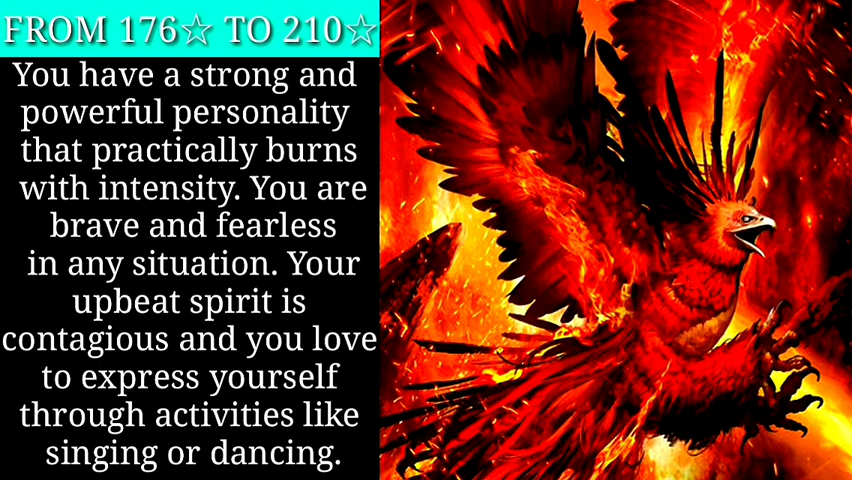 FROM 176☆ TO 210☆
You have a strong and
powerful personality
that practically burns
with intensity. You are
brave and fearless
in any situation. Your
upbeat spirit is
contagious and you love
to express yourself
through activities like
singing or dancing.